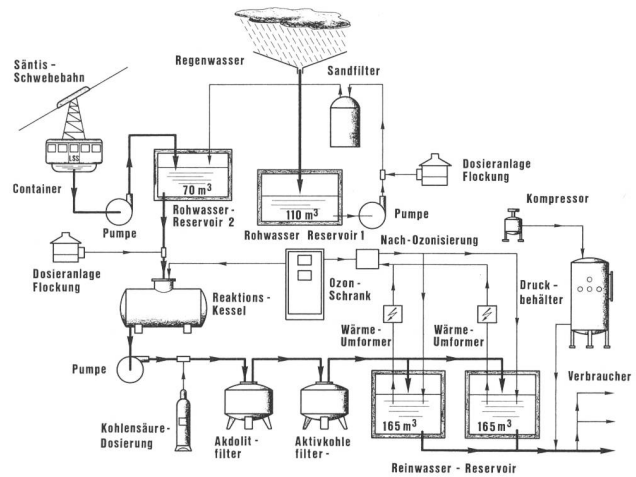 Säntis-
Schwebebahn
Regenwasser
Sandfilter
LSS
Container
Pumpe
70 m³
Rohwasser-
Reservoir 2
110 m³
Rohwasser Reservoir 1
Pumpe
Dosieranlage
Flockung
Kompressor
Dosieranlage
Flockung
Nach-Ozonisierung
Reaktions-
Kessel
Ozon-
Schrank
Druck-
behälter
Wärme-
Umformer
Wärme-
Umformer
Pumpe
Verbraucher
Kohlensäure-
Dosierung
Akdolit-
filter
Aktivkohle
filter-
165 m³
165 m³
Reinwasser - Reservoir